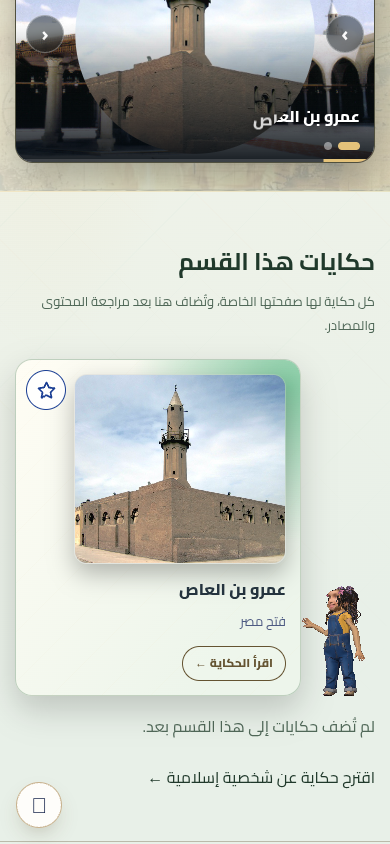 عمرو بن العاص
حكايات هذا القسم
كل حكاية لها صفحتها الخاصة، وتُضاف هنا بعد مراجعة المحتوى
والمصادر.
عمرو بن العاص
فتح مصر
اقرأ الحكاية ←
لم تُضف حكايات إلى هذا القسم بعد.
اقترح حكاية عن شخصية إسلامية ←